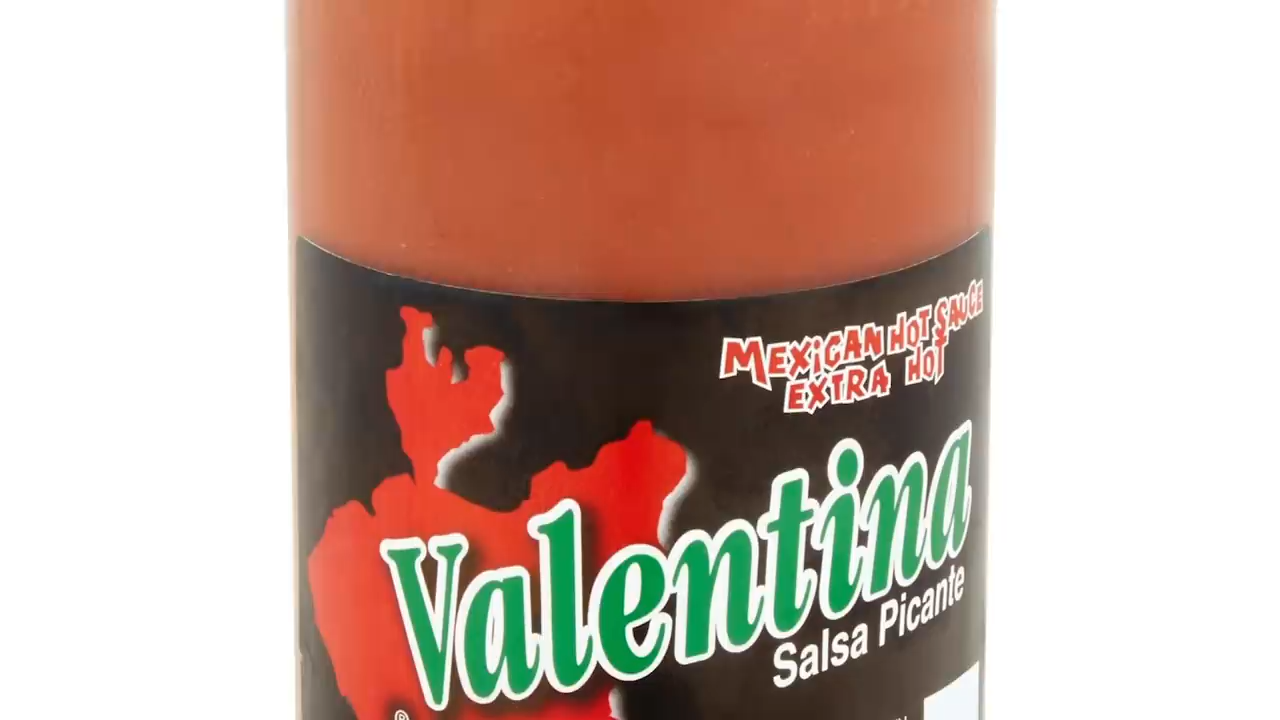 MEXiCAN HOT SAUCE
EXTRA HOT
Valentina
Salsa Picante
®